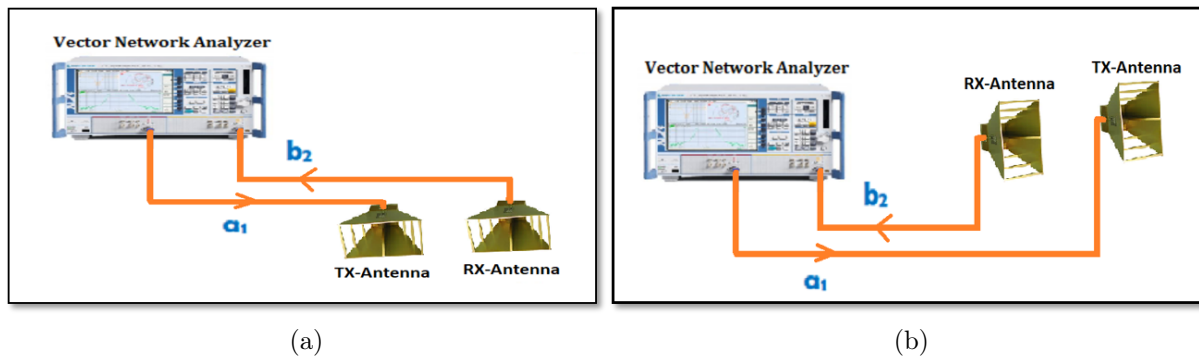 Vector Network Analyzer
b₂
a₁
TX-Antenna
RX-Antenna
(a)
Vector Network Analyzer
TX-Antenna
RX-Antenna
b₂
a₁
(b)